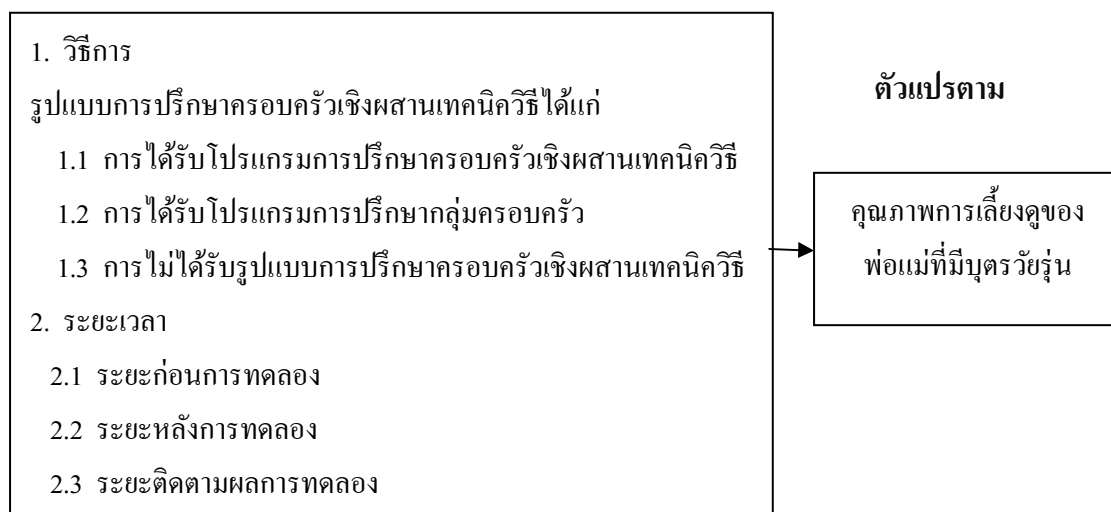 1. วิธีการ
รูปแบบการปรึกษาครอบครัวเชิงผสานเทคนิควิธีได้แก่
1.1 การได้รับโปรแกรมการปรึกษาครอบครัวเชิงผสานเทคนิควิธี
1.2 การได้รับโปรแกรมการปรึกษากลุ่มครอบครัว
1.3 การไม่ได้รับรูปแบบการปรึกษาครอบครัวเชิงผสานเทคนิควิธี
2. ระยะเวลา
2.1 ระยะก่อนการทดลอง
2.2 ระยะหลังการทดลอง
2.3 ระยะติดตามผลการทดลอง
ตัวแปรตาม
คุณภาพการเลี้ยงดูของ
พ่อแม่ที่มีบุตรวัยรุ่น